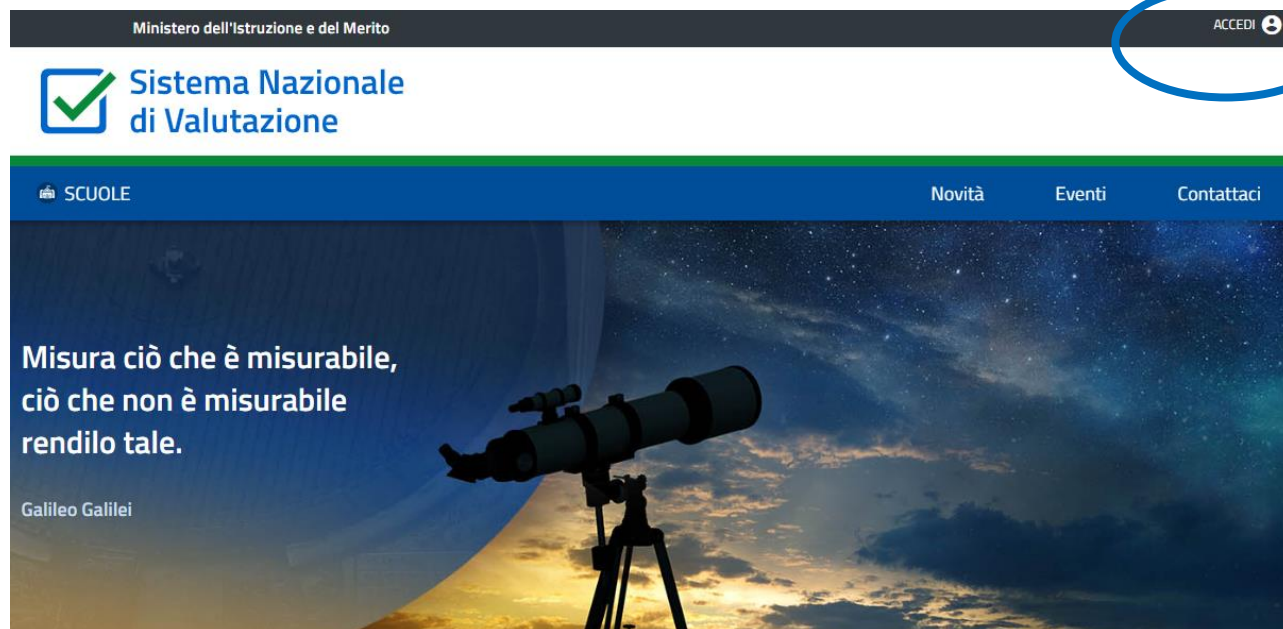 Ministero dell'Istruzione e del Merito
ACCEDI
Sistema Nazionale
di Valutazione
SCUOLE
Novità
Eventi
Contattaci
Misura ciò che è misurabile,
ciò che non è misurabile
rendilo tale.
Galileo Galilei